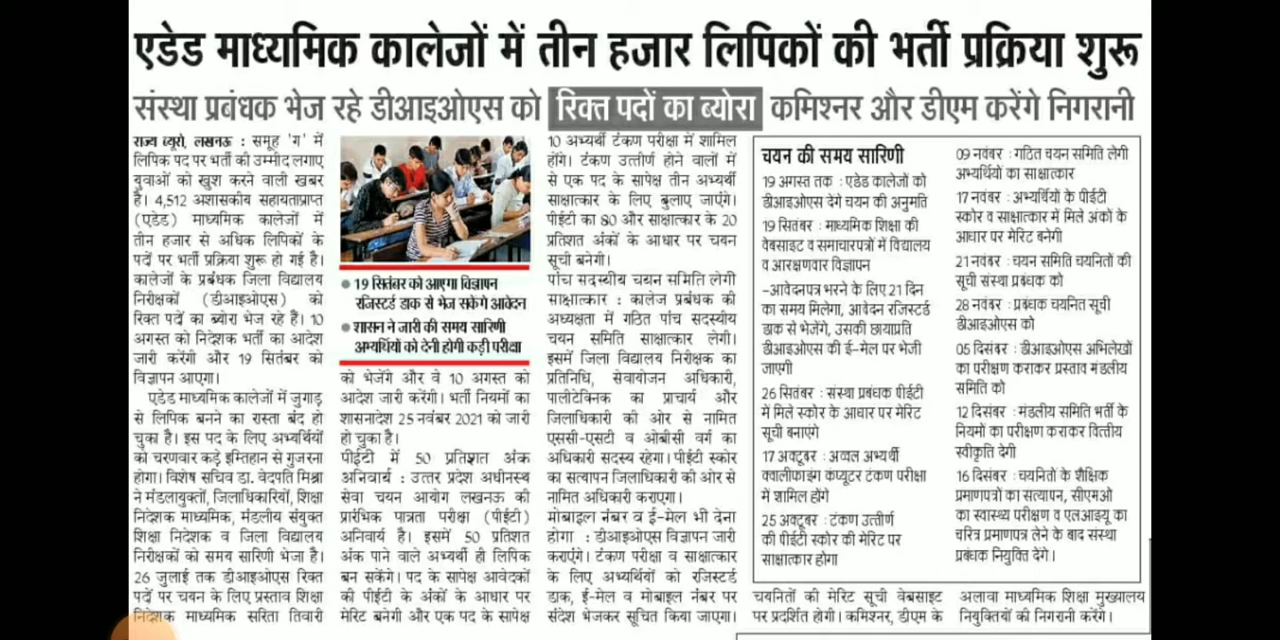 एडेड माध्यमिक कालेजों में तीन हजार लिपिकों की भर्ती प्रक्रिया शुरू
संस्था प्रबंधक भेज रहे डीआइओएस को रिक्त पदों का ब्योरा कमिश्नर और डीएम करेंगे निगरानी
राज्य ब्यूरो, लखनऊ : समूह 'ग' में
लिपिक पद पर भर्ती की उम्मीद लगाए
युवाओं को खुश करने वाली खबर
है। 4,512 अशासकीय सहायताप्राप्त
(एडेड) माध्यमिक कालेजों में
तीन हजार से अधिक लिपिकों के
पदों पर भर्ती प्रक्रिया शुरू हो गई है।
कालेजों के प्रबंधक जिला विद्यालय
निरीक्षकों (डीआइओएस) को
रिक्त पदों का ब्योरा भेज रहे हैं। 10
अगस्त को निदेशक भर्ती का आदेश
जारी करेंगी और 19 सितंबर को
विज्ञापन आएगा।
एडेड माध्यमिक कालेजों में जुगाड़
से लिपिक बनने का रास्ता बंद हो
चुका है। इस पद के लिए अभ्यर्थियों
को चरणवार कड़े इम्तिहान से गुजरना
होगा। विशेष सचिव डा. वेदपति मिश्रा
ने मंडलायुक्तों, जिलाधिकारियों, शिक्षा
निदेशक माध्यमिक, मंडलीय संयुक्त
शिक्षा निदेशक व जिला विद्यालय
निरीक्षकों को समय सारिणी भेजा है।
26 जुलाई तक डीआइओएस रिक्त
पदों पर चयन के लिए प्रस्ताव शिक्षा
निदेशक माध्यमिक सरिता तिवारी
● 19 सितंबर को आएगा विज्ञापन
रजिस्टर्ड डाक से भेज सकेंगे आवेदन
● शासन ने जारी की समय सारिणी
अभ्यर्थियों को देनी होगी कड़ी परीक्षा
को भेजेंगे और वे 10 अगस्त को
आदेश जारी करेंगी। भर्ती नियमों का
शासनादेश 25 नवंबर 2021 को जारी
हो चुका है।
पीईटी में 50 प्रतिशत अंक
अनिवार्य : उत्तर प्रदेश अधीनस्थ
सेवा चयन आयोग लखनऊ की
प्रारंभिक पात्रता परीक्षा (पीईटी)
अनिवार्य है। इसमें 50 प्रतिशत
अंक पाने वाले अभ्यर्थी ही लिपिक
बन सकेंगे। पद के सापेक्ष आवेदकों
की पीईटी के अंकों के आधार पर
मेरिट बनेगी और एक पद के सापेक्ष
10 अभ्यर्थी टंकण परीक्षा में शामिल
होंगे। टंकण उत्तीर्ण होने वालों में
से एक पद के सापेक्ष तीन अभ्यर्थी
साक्षात्कार के लिए बुलाए जाएंगे।
पीईटी का 80 और साक्षात्कार के 20
प्रतिशत अंकों के आधार पर चयन
सूची बनेगी।
पांच सदस्यीय चयन समिति लेगी
साक्षात्कार : कालेज प्रबंधक की
अध्यक्षता में गठित पांच सदस्यीय
चयन समिति साक्षात्कार लेगी।
इसमें जिला विद्यालय निरीक्षक का
प्रतिनिधि, सेवायोजन अधिकारी,
पालीटेक्निक का प्राचार्य और
जिलाधिकारी की ओर से नामित
एससी-एसटी व ओबीसी वर्ग का
अधिकारी सदस्य रहेगा। पीईटी स्कोर
का सत्यापन जिलाधिकारी की ओर से
नामित अधिकारी कराएगा।
मोबाइल नंबर व ई-मेल भी देना
होगा : डीआइओएस विज्ञापन जारी
कराएंगे। टंकण परीक्षा व साक्षात्कार
के लिए अभ्यर्थियों को रजिस्टर्ड
डाक, ई-मेल व मोबाइल नंबर पर
संदेश भेजकर सूचित किया जाएगा।
चयन की समय सारिणी
19 अगस्त तक : एडेड कालेजों को
डीआइओएस देंगे चयन की अनुमति
19 सितंबर : माध्यमिक शिक्षा की
वेबसाइट व समाचारपत्रों में विद्यालय
व आरक्षणवार विज्ञापन
-आवेदनपत्र भरने के लिए 21 दिन
का समय मिलेगा, आवेदन रजिस्टर्ड
डाक से भेजेंगे, उसकी छायाप्रति
डीआइओएस की ई-मेल पर भेजी
जाएगी
26 सितंबर : संस्था प्रबंधक पीईटी
में मिले स्कोर के आधार पर मेरिट
सूची बनाएंगे
17 अक्टूबर : अव्वल अभ्यर्थी
क्वालीफाइंग कंप्यूटर टंकण परीक्षा
में शामिल होंगे
25 अक्टूबर : टंकण उत्तीर्ण
की पीईटी स्कोर की मेरिट पर
साक्षात्कार होगा
09 नवंबर : गठित चयन समिति लेगी
अभ्यर्थियों का साक्षात्कार
17 नवंबर : अभ्यर्थियों के पीईटी
स्कोर व साक्षात्कार में मिले अंकों के
आधार पर मेरिट बनेगी
21 नवंबर : चयन समिति चयनितों की
सूची संस्था प्रबंधक को
28 नवंबर : प्रबंधक चयनित सूची
डीआइओएस को
05 दिसंबर : डीआइओएस अभिलेखों
का परीक्षण कराकर प्रस्ताव मंडलीय
समिति को
12 दिसंबर : मंडलीय समिति भर्ती के
नियमों का परीक्षण कराकर वित्तीय
स्वीकृति देगी
16 दिसंबर : चयनितों के शैक्षिक
प्रमाणपत्रों का सत्यापन, सीएमओ
का स्वास्थ्य परीक्षण व एलआइयू का
चरित्र प्रमाणपत्र लेने के बाद संस्था
प्रबंधक नियुक्ति देंगे।
चयनितों की मेरिट सूची वेबसाइट
पर प्रदर्शित होगी। कमिश्नर, डीएम के
अलावा माध्यमिक शिक्षा मुख्यालय
नियुक्तियों की निगरानी करेंगे।